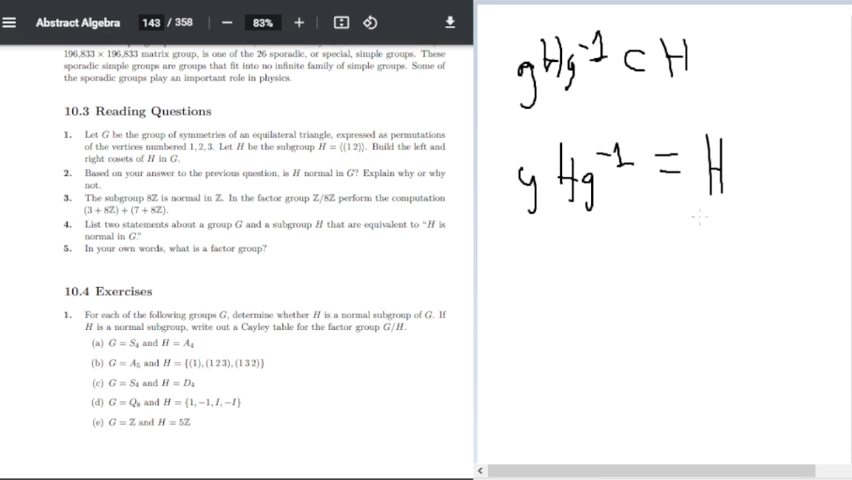 Abstract Algebra
143 / 358
83%
196,833 × 196,833 matrix group, is one of the 26 sporadic, or special, simple groups. These
sporadic simple groups are groups that fit into no infinite family of simple groups. Some of
the sporadic groups play an important role in physics.
10.3 Reading Questions
1. Let G be the group of symmetries of an equilateral triangle, expressed as permutations
of the vertices numbered 1, 2, 3. Let H be the subgroup H = ⟨(1 2)⟩. Build the left and
right cosets of H in G.
2. Based on your answer to the previous question, is H normal in G? Explain why or why
not.
3. The subgroup 8ℤ is normal in ℤ. In the factor group ℤ/8ℤ perform the computation
(3 + 8ℤ) + (7 + 8ℤ).
4. List two statements about a group G and a subgroup H that are equivalent to “H is
normal in G.”
5. In your own words, what is a factor group?
10.4 Exercises
1. For each of the following groups G, determine whether H is a normal subgroup of G. If
H is a normal subgroup, write out a Cayley table for the factor group G/H.
(a) G = S₄ and H = A₄
(b) G = A₅ and H = {(1), (1 2 3), (1 3 2)}
(c) G = S₄ and H = D₄
(d) G = Q₈ and H = {1, −1, I, −I}
(e) G = ℤ and H = 5ℤ
gHg⁻¹ ⊂ H
gHg⁻¹ = H